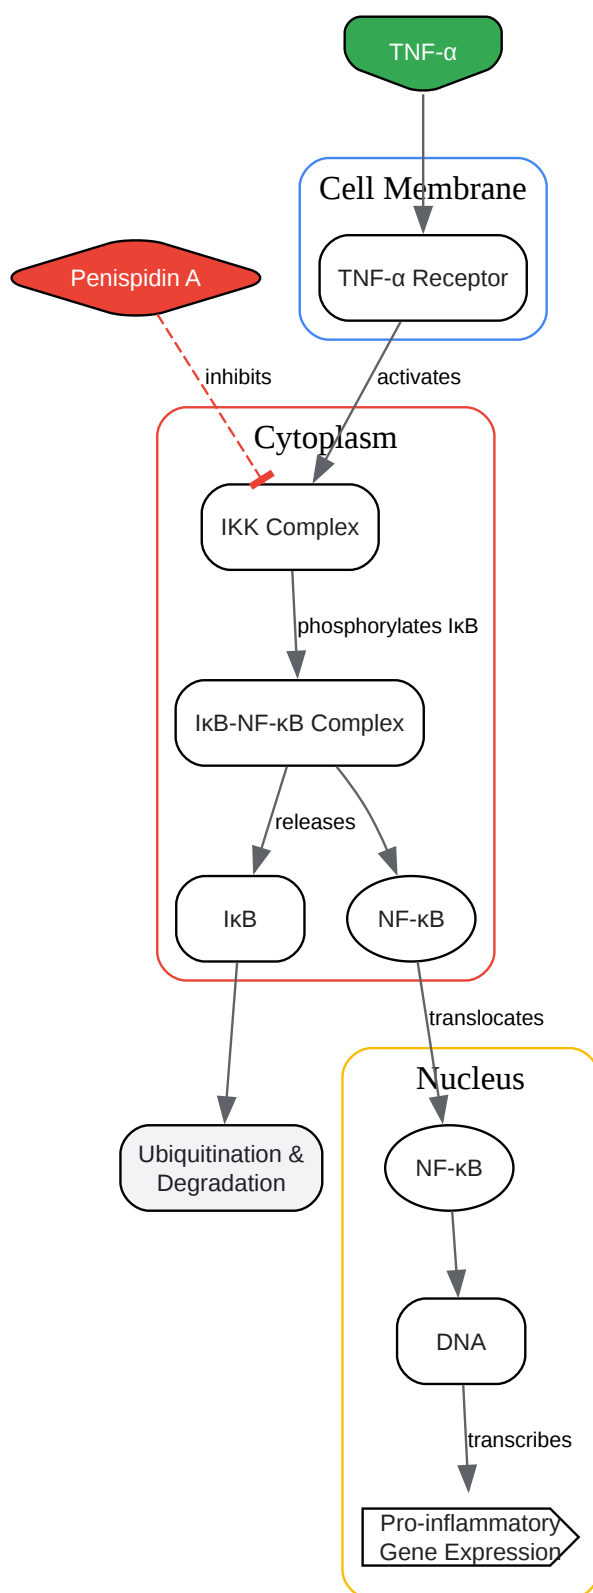 TNF-α
Cell Membrane
TNF-α Receptor
Penispidin A
inhibits
activates
Cytoplasm
IKK Complex
phosphorylates IκB
IκB-NF-κB Complex
releases
IκB
NF-κB
translocates
Nucleus
Ubiquitination &
Degradation
NF-κB
DNA
transcribes
Pro-inflammatory
Gene Expression